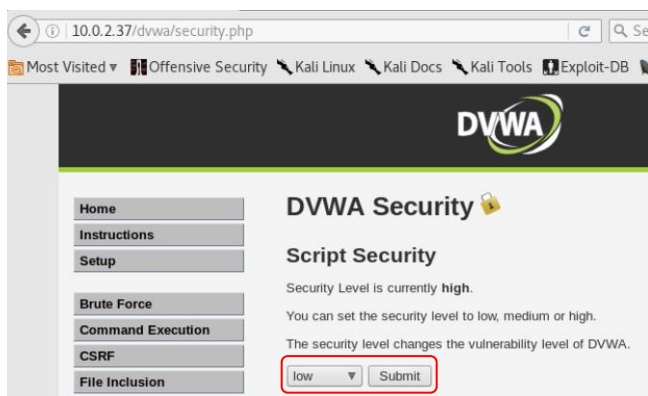 10.0.2.37/dvwa/security.php
Most Visited Offensive Security Kali Linux Kali Docs Kali Tools Exploit-DB
DVWA
Home
Instructions
Setup
Brute Force
Command Execution
CSRF
File Inclusion
DVWA Security
Script Security
Security Level is currently high.
You can set the security level to low, medium or high.
The security level changes the vulnerability level of DVWA.
low Submit